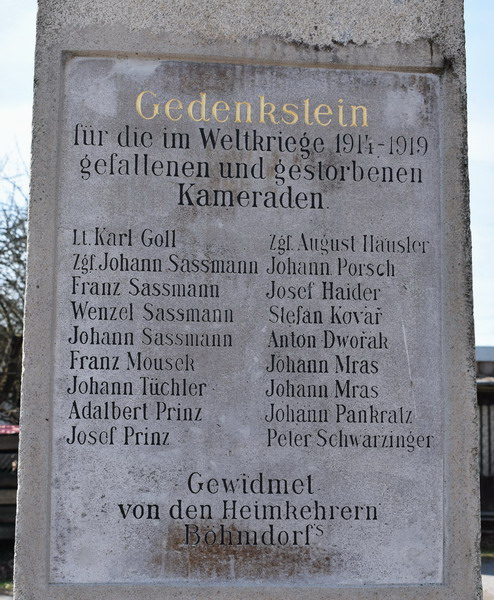 Gedenkstein
für die im Weltkriege 1914-1919
gefallenen und gestorbenen
Kameraden.
Lt. Karl Goll
Zgf. Johann Sassmann
Franz Sassmann
Wenzel Sassmann
Johann Sassmann
Franz Mousek
Johann Tüchler
Adalbert Prinz
Josef Prinz
Zgf. August Häusler
Johann Porsch
Josef Haider
Stefan Kovař
Anton Dwořak
Johann Mras
Johann Mras
Johann Pankratz
Peter Schwarzinger
Gewidmet
von den Heimkehrern
Böhmdorf's